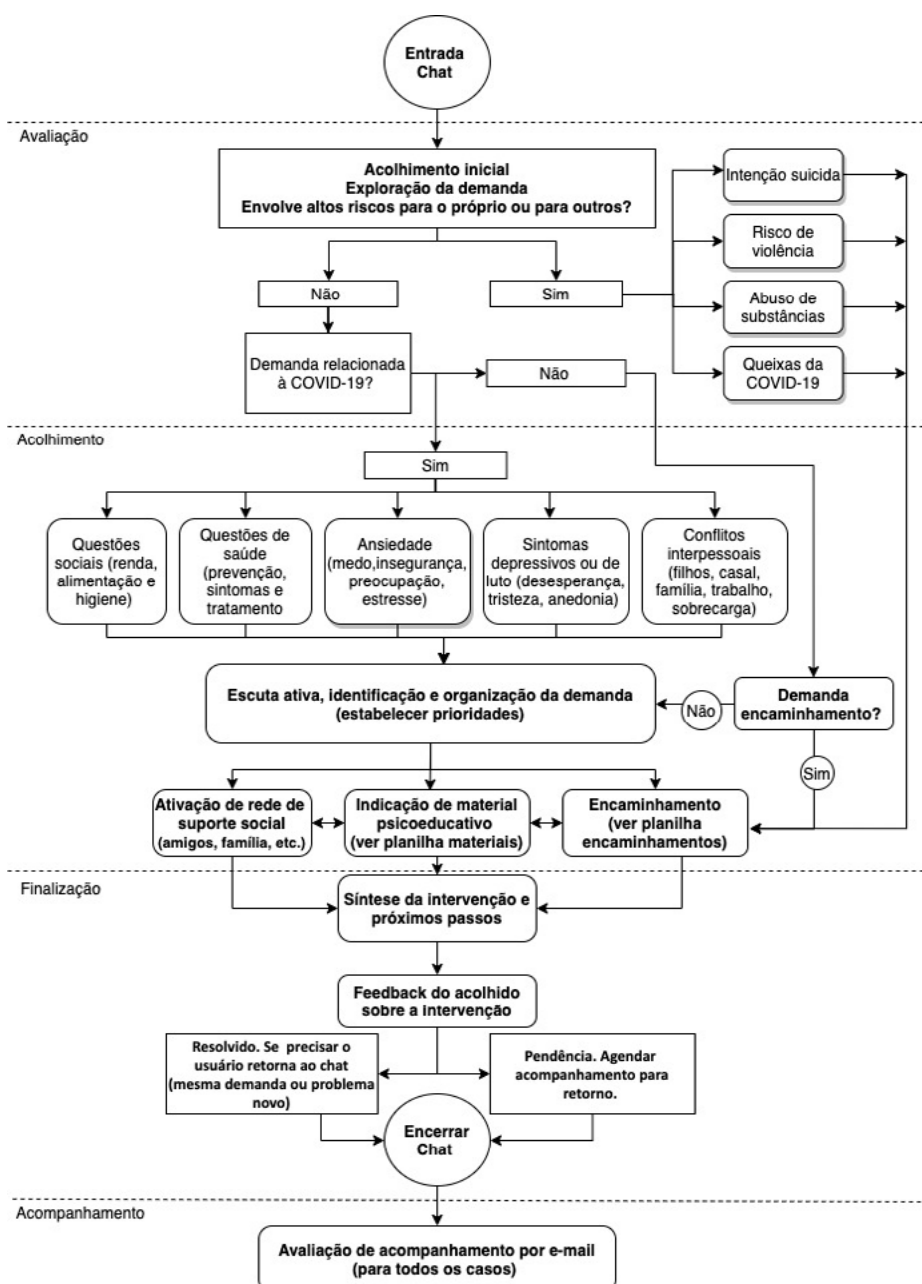 Entrada
Chat
Avaliação
Acolhimento inicial
Exploração da demanda
Envolve altos riscos para o próprio ou para outros?
Intenção suicida
Risco de
violência
Abuso de
substâncias
Queixas da
COVID-19
Não
Sim
Demanda relacionada
à COVID-19?
Não
Acolhimento
Sim
Questões
sociais (renda,
alimentação e
higiene)
Questões de
saúde
(prevenção,
sintomas e
tratamento
Ansiedade
(medo,insegurança,
preocupação,
estresse)
Sintomas
depressivos ou de
luto (desesperança,
tristeza, anedonia)
Conflitos
interpessoais
(filhos, casal,
família, trabalho,
sobrecarga)
Escuta ativa, identificação e organização da demanda
(estabelecer prioridades)
Não
Demanda
encaminhamento?
Sim
Ativação de rede de
suporte social
(amigos, família, etc.)
Indicação de material
psicoeducativo
(ver planilha materiais)
Encaminhamento
(ver planilha
encaminhamentos)
Finalização
Síntese da intervenção e
próximos passos
Feedback do acolhido
sobre a intervenção
Resolvido. Se precisar o
usuário retorna ao chat
(mesma demanda ou problema
novo)
Pendência. Agendar
acompanhamento para
retorno.
Encerrar
Chat
Acompanhamento
Avaliação de acompanhamento por e-mail
(para todos os casos)